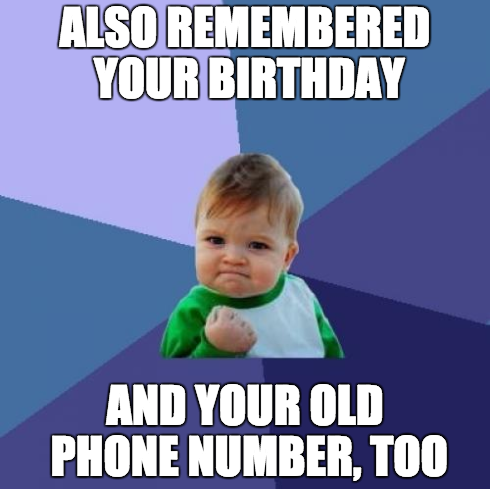 ALSO REMEMBERED
YOUR BIRTHDAY
AND YOUR OLD
PHONE NUMBER, TOO